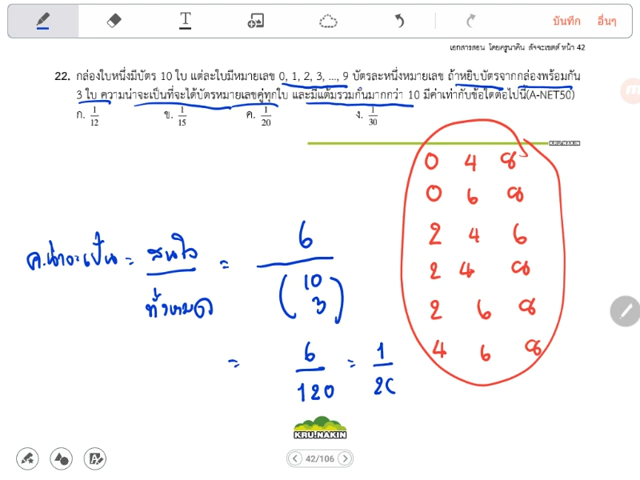 บันทึก อื่นๆ
เอกสารสอน โดยครูนาคิน สัจจะเขตต์ หน้า 42
22. กล่องใบหนึ่งมีบัตร 10 ใบ แต่ละใบมีหมายเลข 0, 1, 2, 3, ..., 9 บัตรละหนึ่งหมายเลข ถ้าหยิบบัตรจากกล่องพร้อมกัน
3 ใบ ความน่าจะเป็นที่จะได้บัตรหมายเลขคู่ทุกใบ และมีแต้มรวมกันมากกว่า 10 มีค่าเท่ากับข้อใดต่อไปนี้(A-NET50)
ก. 1/12 ข. 1/15 ค. 1/20 ง. 1/30
0 4 8
0 6 8
2 4 6
2 4 8
2 6 8
4 6 8
ค.น่าจะเป็น = สนใจ/ทั้งหมด = 6/(10 3)
= 6/120 = 1/20
KRU-NAKIN
42/106